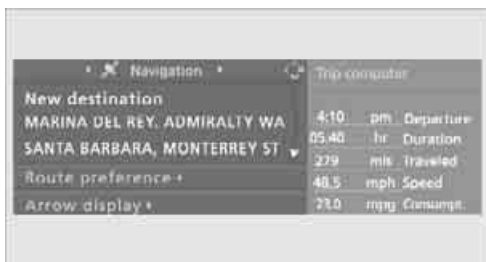 Navigation
New destination
MARINA DEL REY, ADMIRALTY WA
SANTA BARBARA, MONTERREY ST
Route preference
Arrow display
Trip computer
4:10 pm Departure
05.40 hr Duration
279 mls Traveled
48.5 mph Speed
23.0 mpg Consumpt.